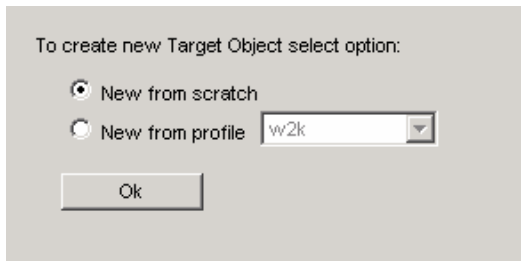 To create new Target Object select option:
New from scratch
New from profile w2k
Ok